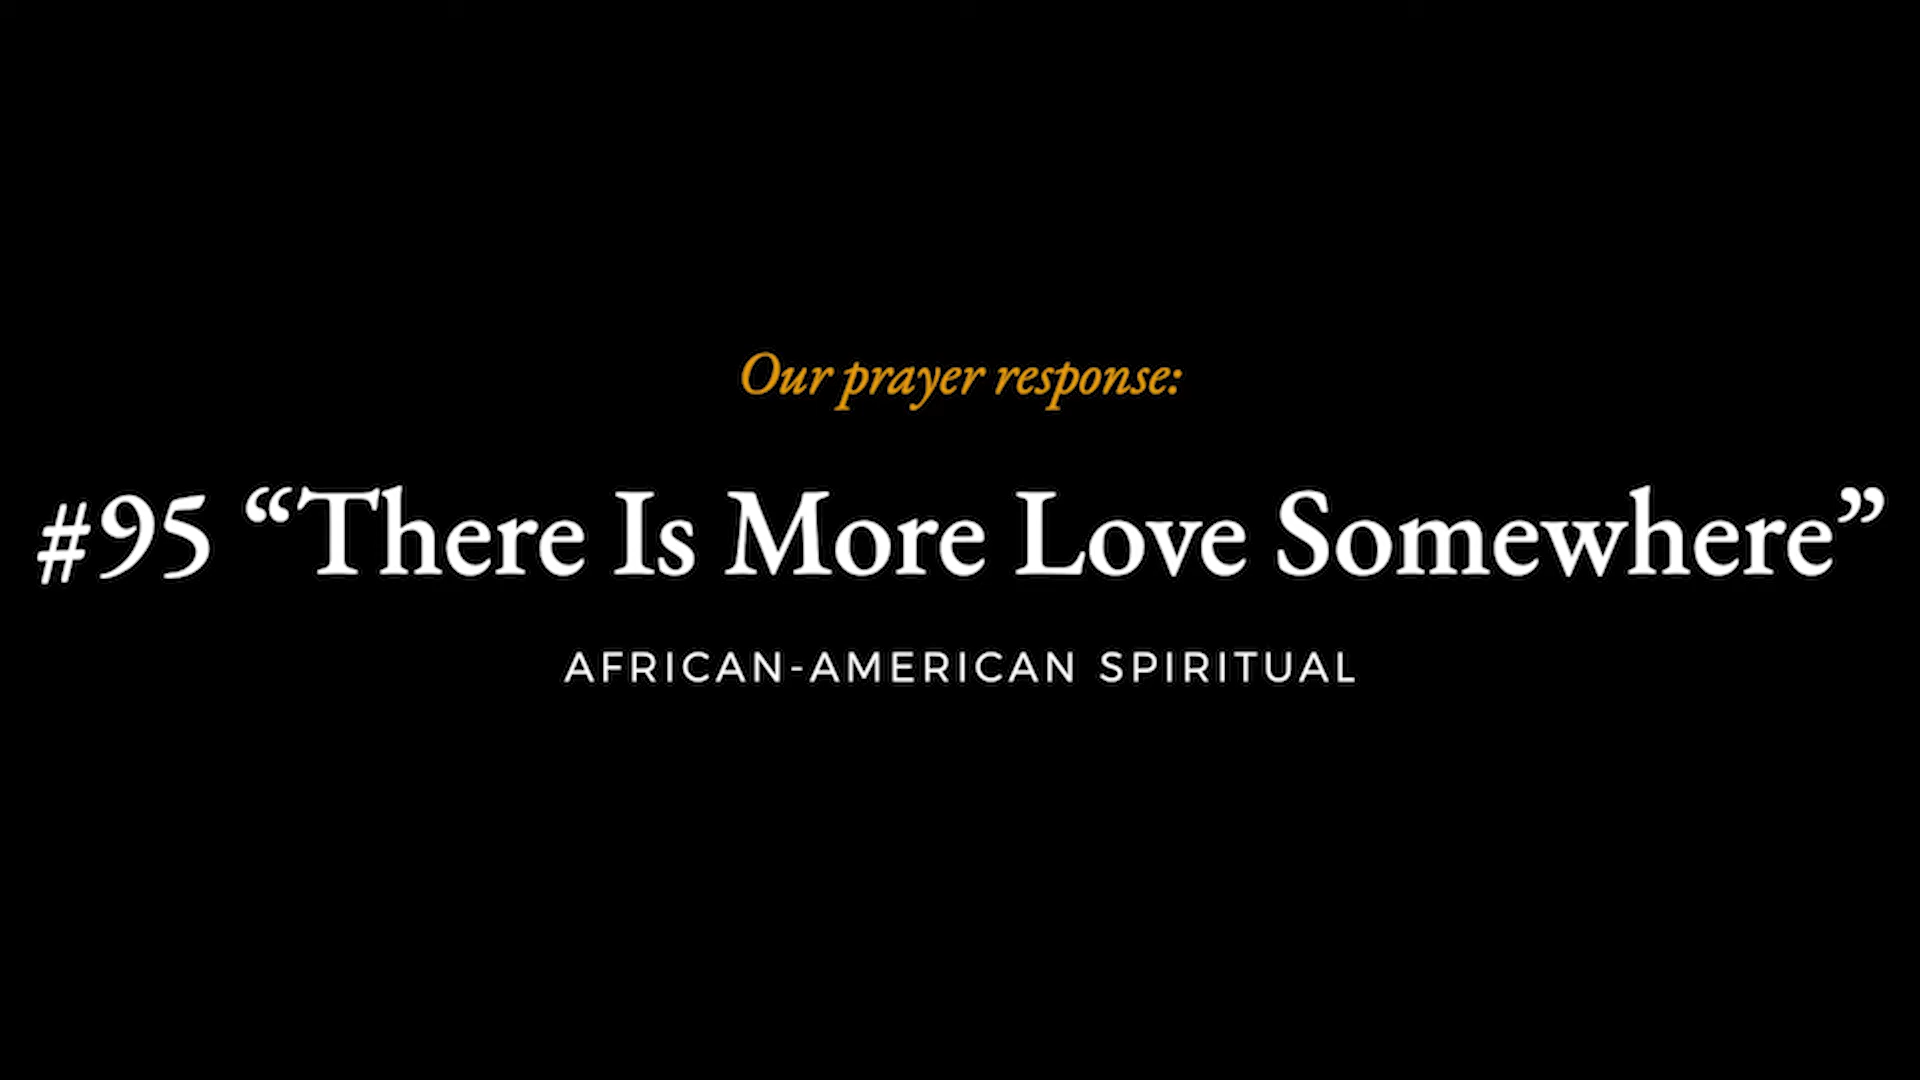 Our prayer response:
#95 “There Is More Love Somewhere”
AFRICAN-AMERICAN SPIRITUAL